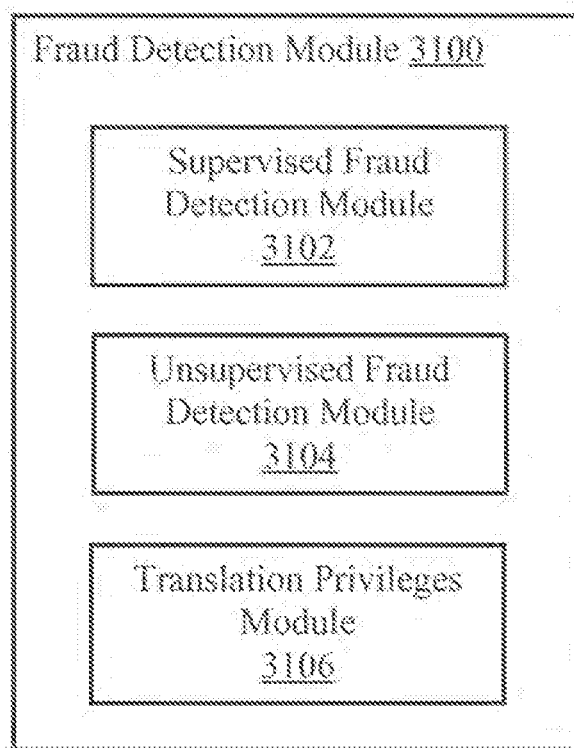 Fraud Detection Module 3100
Supervised Fraud
Detection Module
3102
Unsupervised Fraud
Detection Module
3104
Translation Privileges
Module
3106